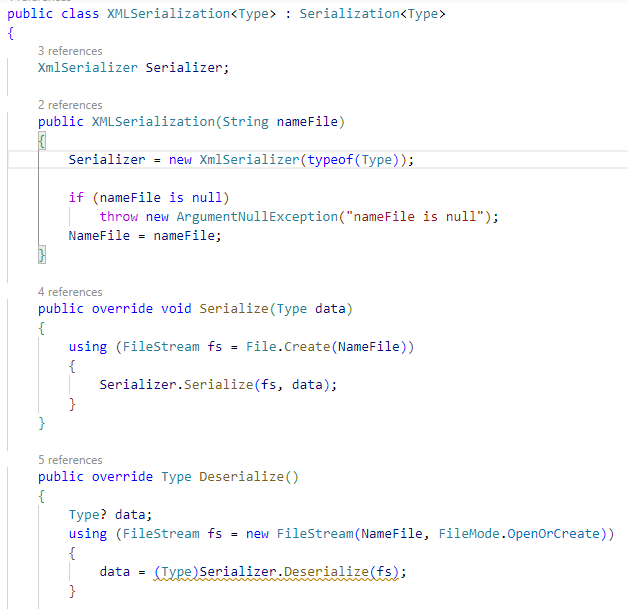 public class XMLSerialization<Type> : Serialization<Type>
{
3 references
XmlSerializer Serializer;
2 references
public XMLSerialization(String nameFile)
{
Serializer = new XmlSerializer(typeof(Type));
if (nameFile is null)
throw new ArgumentNullException("nameFile is null");
NameFile = nameFile;
}
4 references
public override void Serialize(Type data)
{
using (FileStream fs = File.Create(NameFile))
{
Serializer.Serialize(fs, data);
}
}
5 references
public override Type Deserialize()
{
Type? data;
using (FileStream fs = new FileStream(NameFile, FileMode.OpenOrCreate))
{
data = (Type)Serializer.Deserialize(fs);
}